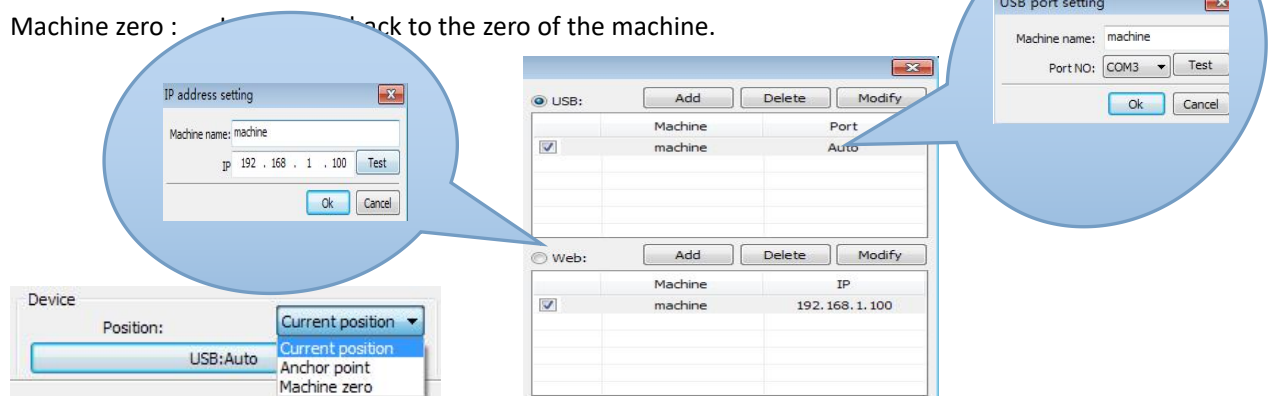 Machine zero : back to the zero of the machine.
USB port setting
Machine name: machine
Port NO: COM3 Test
Ok Cancel
IP address setting
Machine name: machine
IP 192 . 168 . 1 . 100 Test
Ok Cancel
USB: Add Delete Modify
Machine Port
machine Auto
Web: Add Delete Modify
Machine IP
machine 192.168.1.100
Device
Position: Current position
USB:Auto
Current position
Anchor point
Machine zero